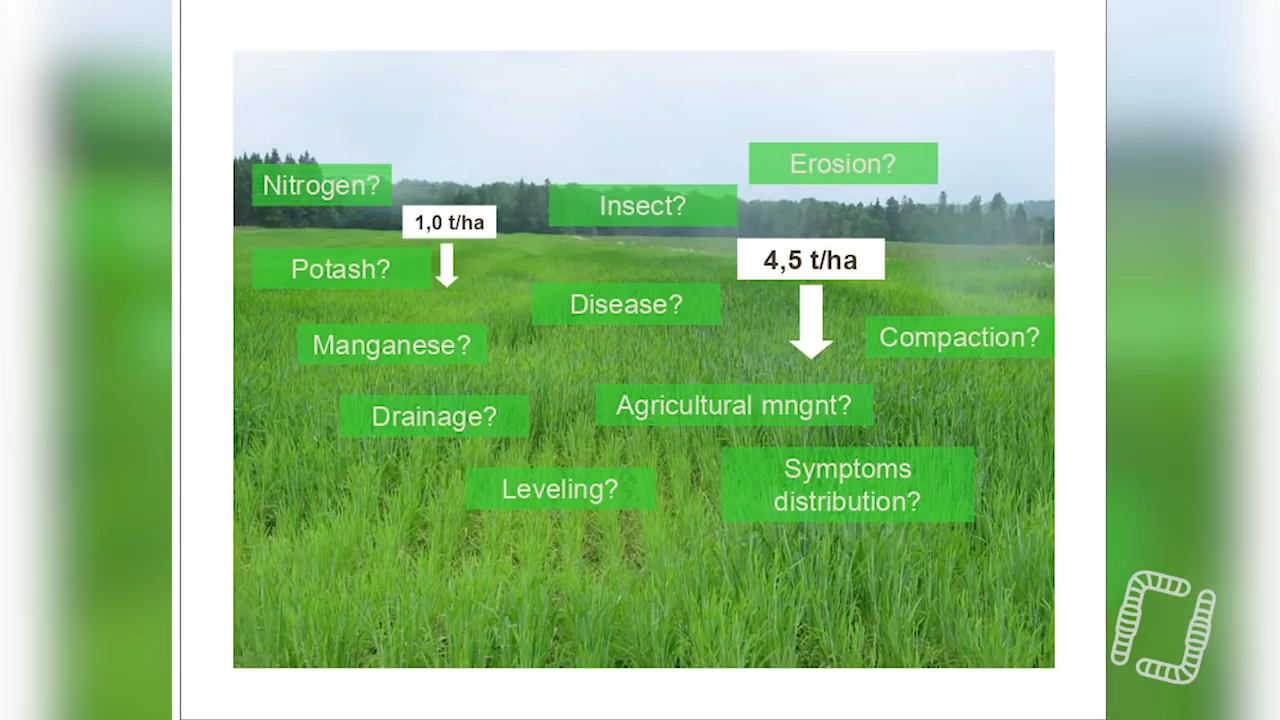 Erosion?
Nitrogen?
Insect?
1,0 t/ha
4,5 t/ha
Potash?
Disease?
Manganese?
Compaction?
Drainage?
Agricultural mngnt?
Leveling?
Symptoms
distribution?